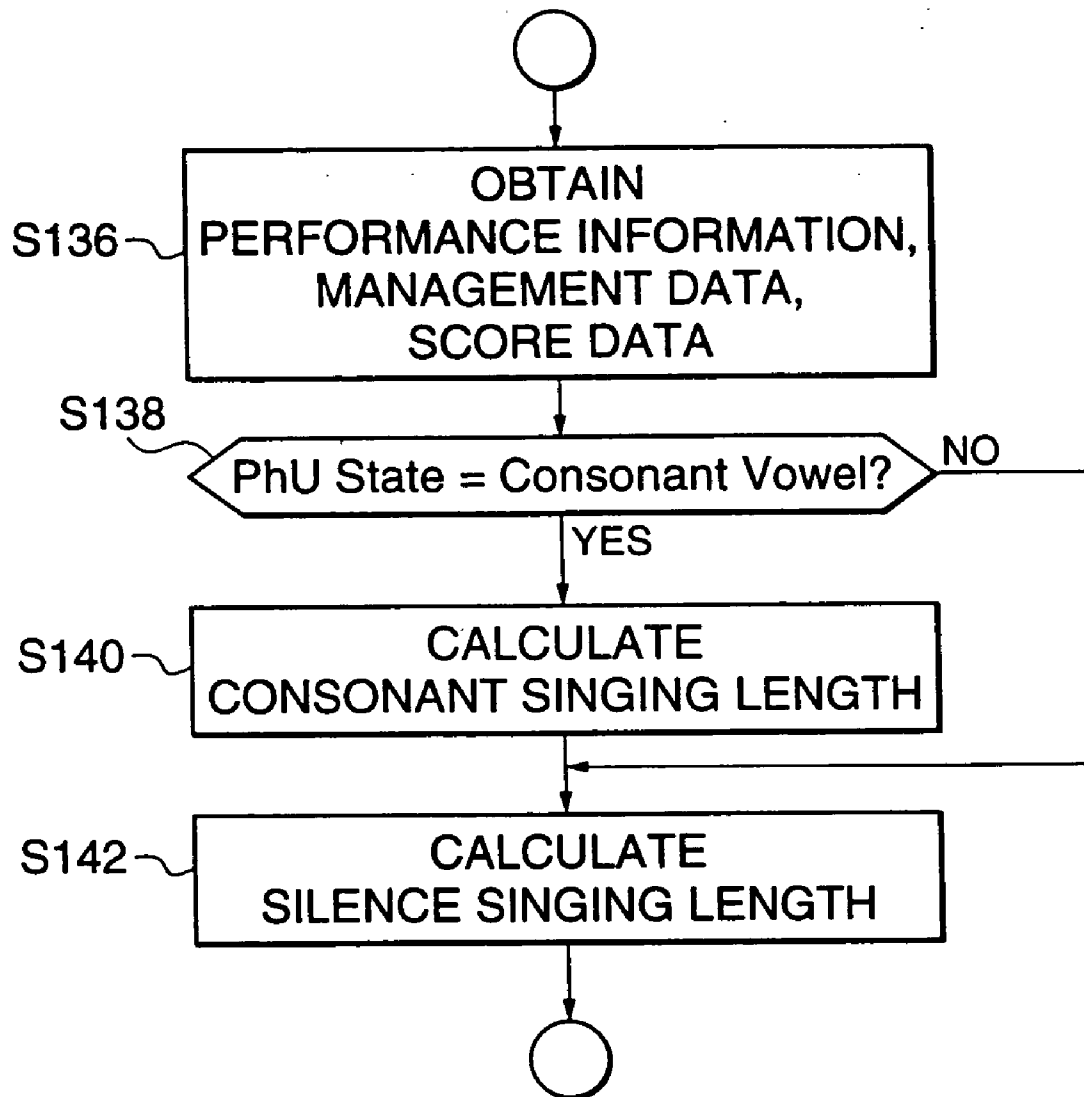 S136
OBTAIN
PERFORMANCE INFORMATION,
MANAGEMENT DATA,
SCORE DATA
S138
PhU State = Consonant Vowel?
NO
YES
S140
CALCULATE
CONSONANT SINGING LENGTH
S142
CALCULATE
SILENCE SINGING LENGTH